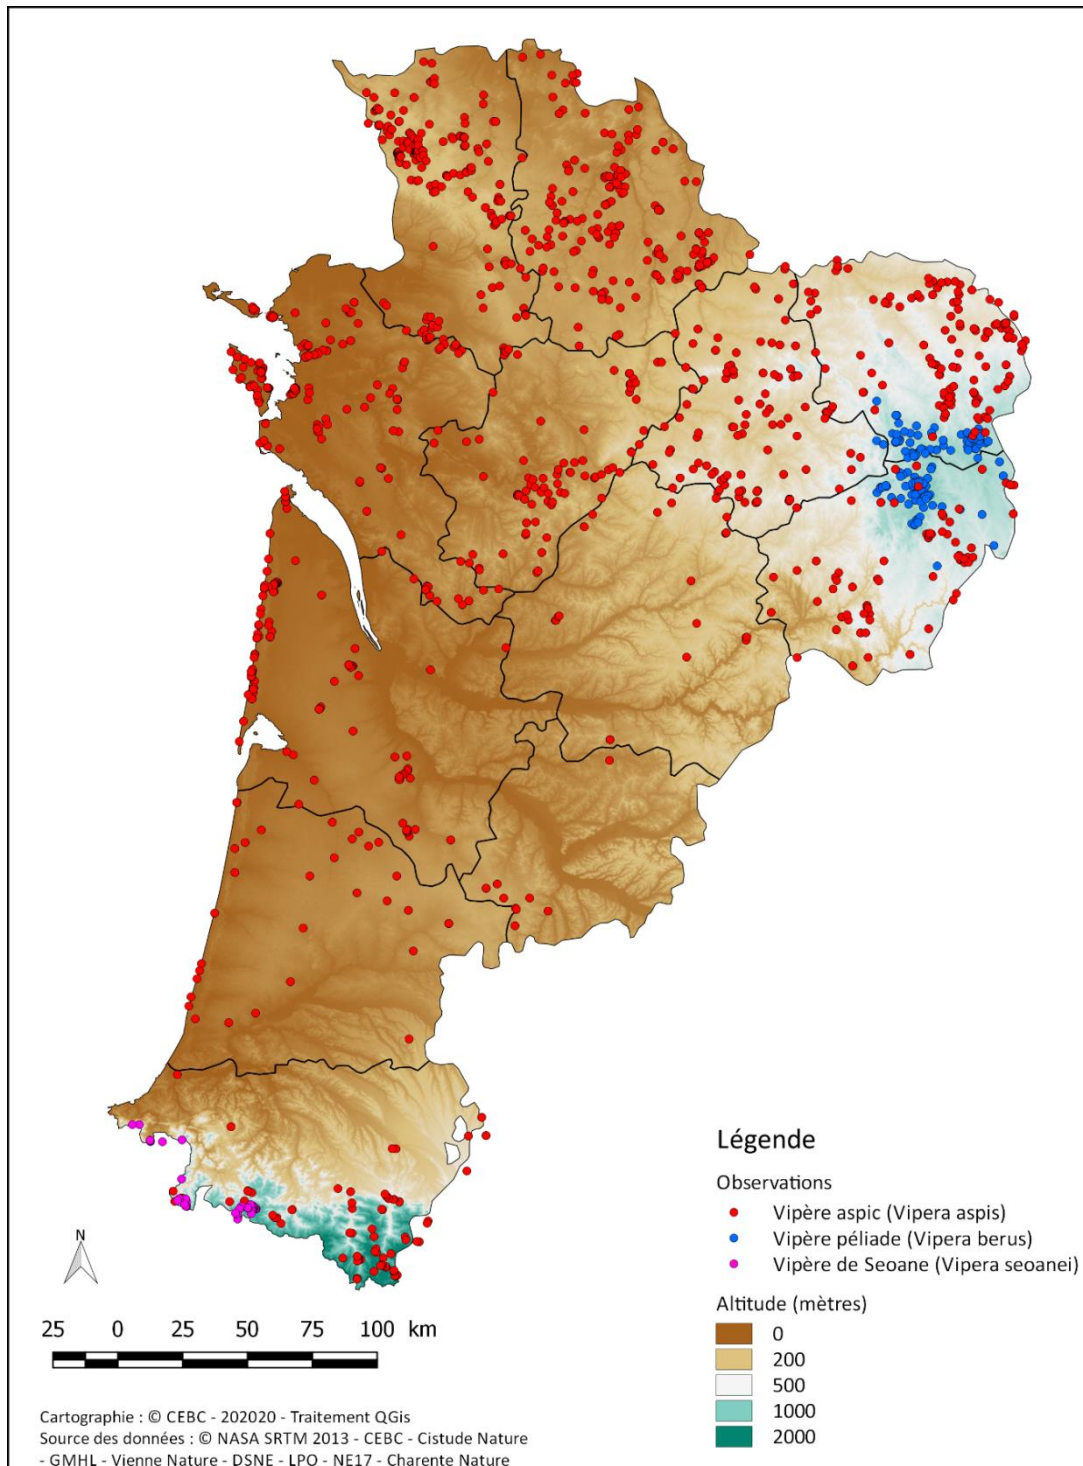 N
25 0 25 50 75 100 km
Cartographie : © CEBC - 202020 - Traitement QGis
Source des données : © NASA SRTM 2013 - CEBC - Cistude Nature
- GMHL - Vienne Nature - DSNE - LPO - NE17 - Charente Nature
Légende
Observations
Vipère aspic (Vipera aspis)
Vipère péliade (Vipera berus)
Vipère de Seoane (Vipera seoanei)
Altitude (mètres)
0
200
500
1000
2000